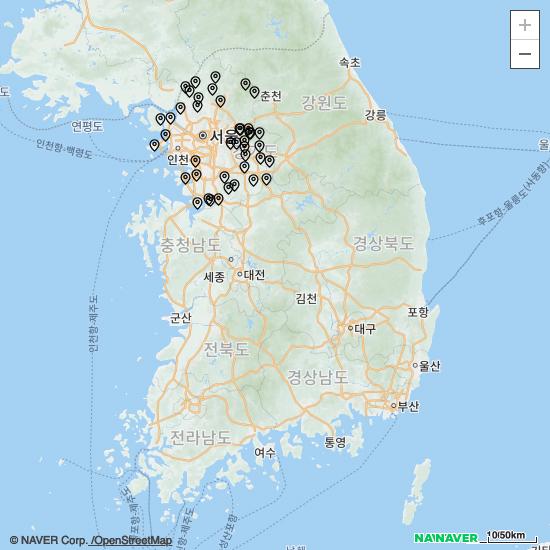 +
−
속초
춘천
강원도
강릉
연평도
서울
인천항-백령도
인천
경기도
울
후포항-울릉도(사동항)
충청남도
경상북도
세종
대전
김천
인천항-제주도
군산
포항
대구
전북도
울산
경상남도
부산
전라남도
통영
여수
© NAVER Corp. /OpenStreetMap
NAVER
10/50km